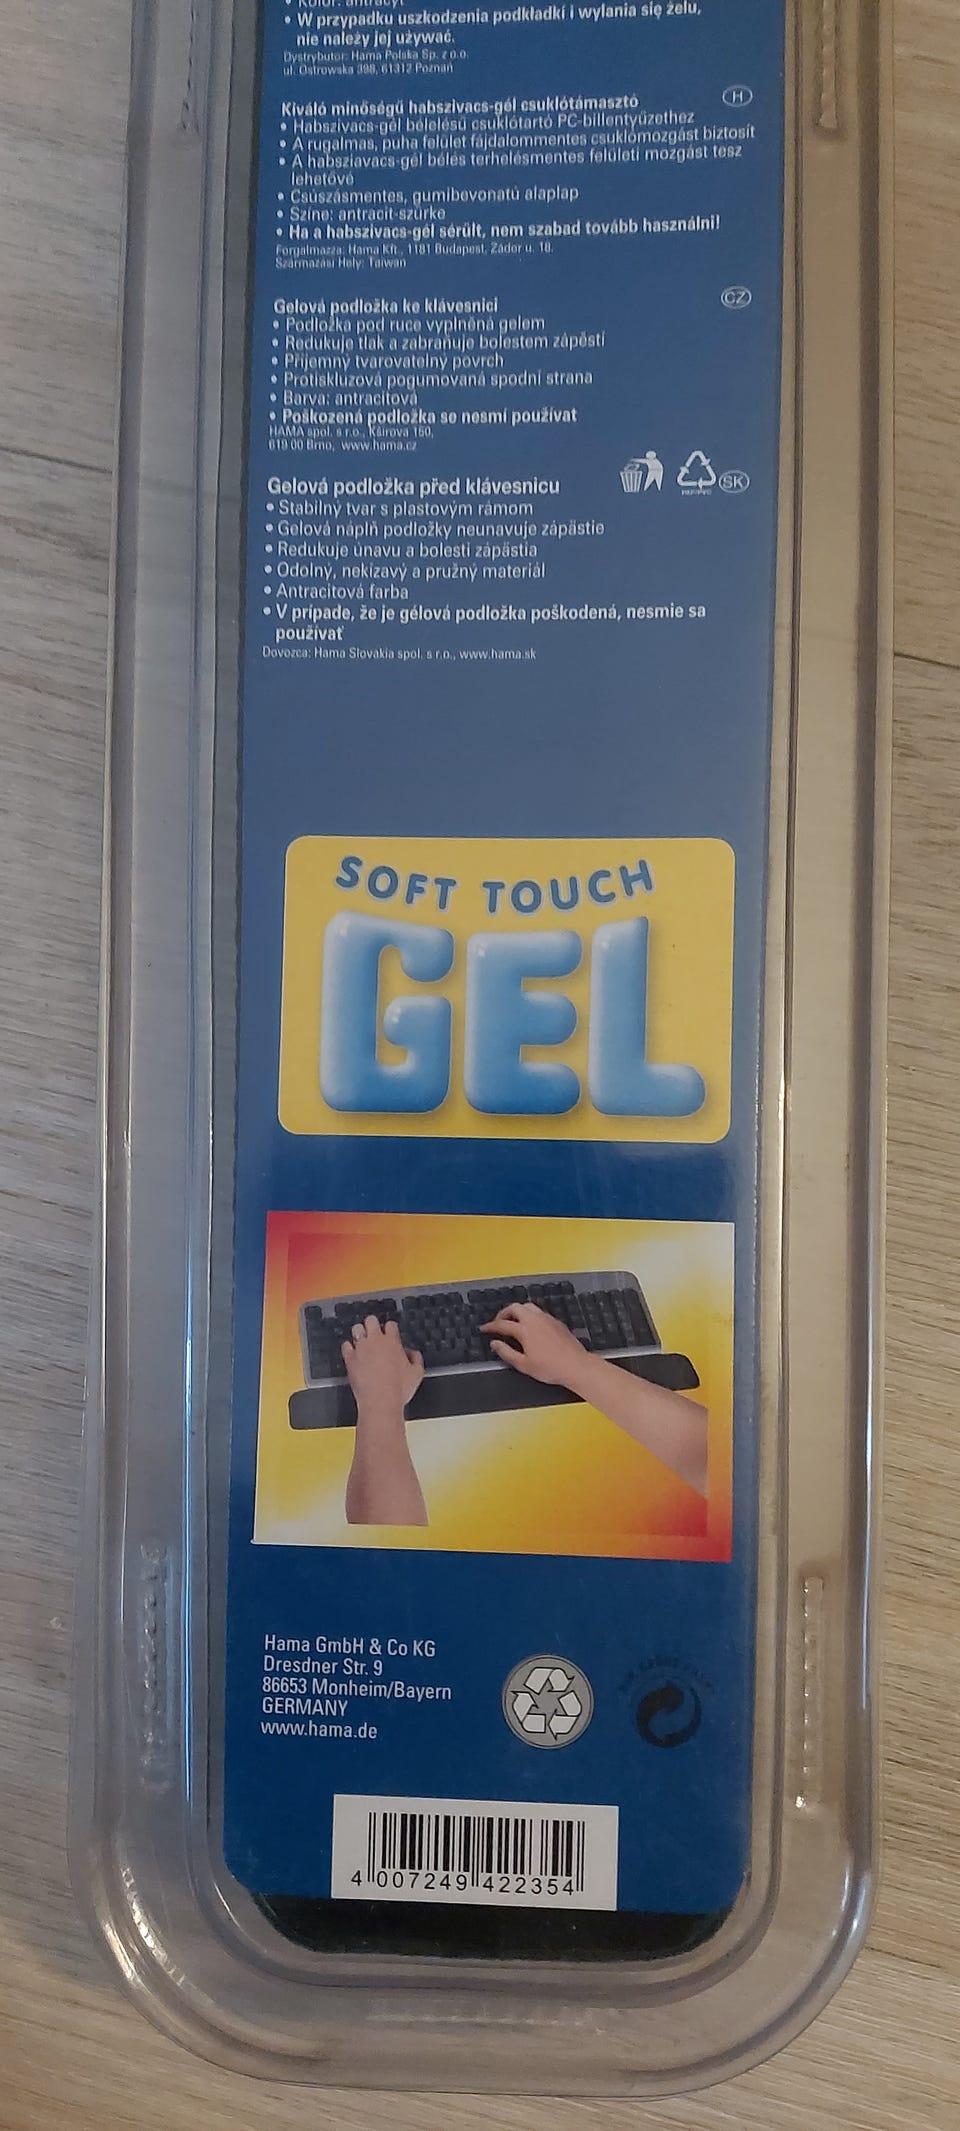 • Kolor: antracyt
• W przypadku uszkodzenia podkładki i wylania się żelu,
nie należy jej używać.
Dystrybutor: Hama Polska Sp. z o.o.
ul. Ostrowska 398, 61312 Poznań
H
Kiváló minőségű habszivacs-gél csuklótámasztó
• Habszivacs-gél bélelésű csuklótartó PC-billentyűzethez
• A rugalmas, puha felület fájdalommentes csuklómozgást biztosít
• A habsziavacs-gél bélés terhelésmentes felületi mozgást tesz
lehetővé
• Csúszásmentes, gumibevonatú alaplap
• Színe: antracit-szürke
• Ha a habszivacs-gél sérült, nem szabad tovább használni!
Forgalmazza: Hama Kft., 1181 Budapest, Zádor u. 18.
Származási Hely: Taiwan
CZ
Gelová podložka ke klávesnici
• Podložka pod ruce vyplněná gelem
• Redukuje tlak a zabraňuje bolestem zápěstí
• Příjemný tvarovatelný povrch
• Protiskluzová pogumovaná spodní strana
• Barva: antracitová
• Poškozená podložka se nesmí používat
HAMA spol. s r.o., Kšírova 150,
619 00 Brno, www.hama.cz
SK
Gelová podložka před klávesnicu
• Stabilný tvar s plastovým rámom
• Gelová náplň podložky neunavuje zápästie
• Redukuje únavu a bolesti zápästia
• Odolný, nekízavý a pružný materiál
• Antracitová farba
• V prípade, že je gélová podložka poškodená, nesmie sa
používať
Dovozca: Hama Slovakia spol. s r.o., www.hama.sk
SOFT TOUCH
GEL
Hama GmbH & Co KG
Dresdner Str. 9
86653 Monheim/Bayern
GERMANY
www.hama.de
4 007249 422354